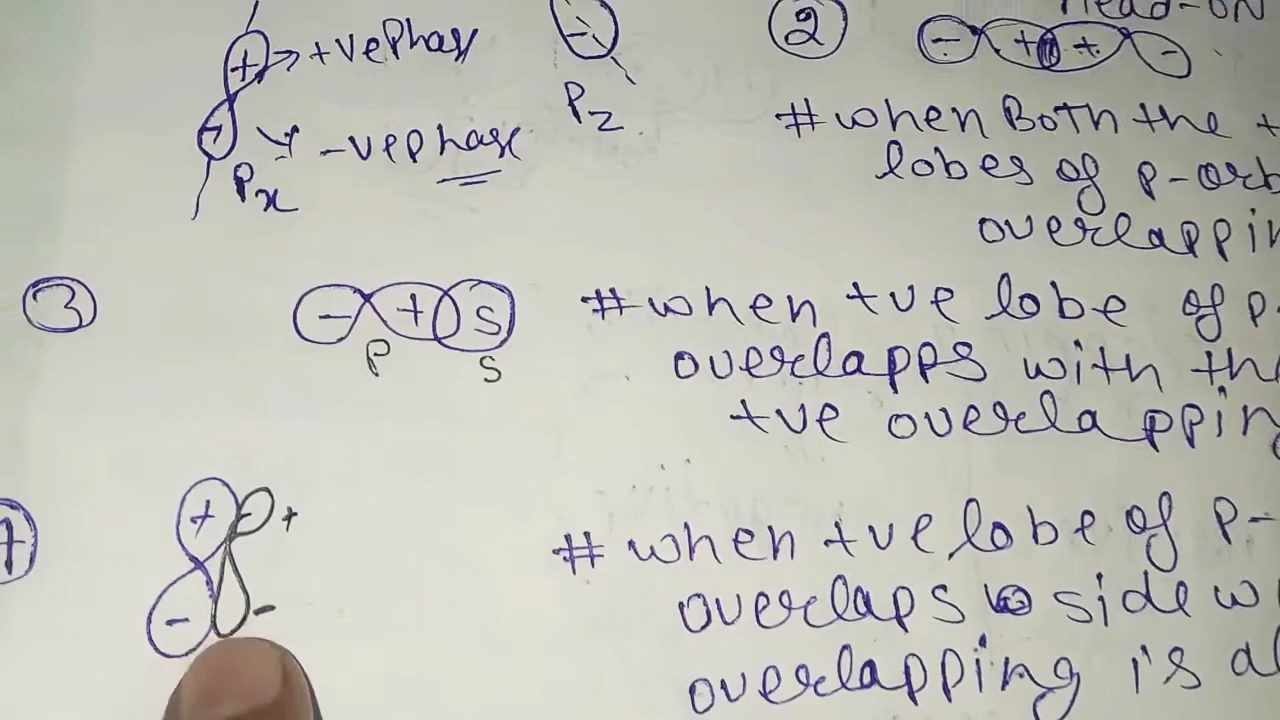 Head-ON
+ → +vePhase
-
②
- + + -
- → -vephase
Px
Pz
#when Both the +
lobes of p-orb
overlappin
③
- + S
P
S
#when +ve lobe of p-
overlapps with th
+ve overlappin
+ +
- -
#when +ve lobe of P-
overlaps side w
overlapping is al